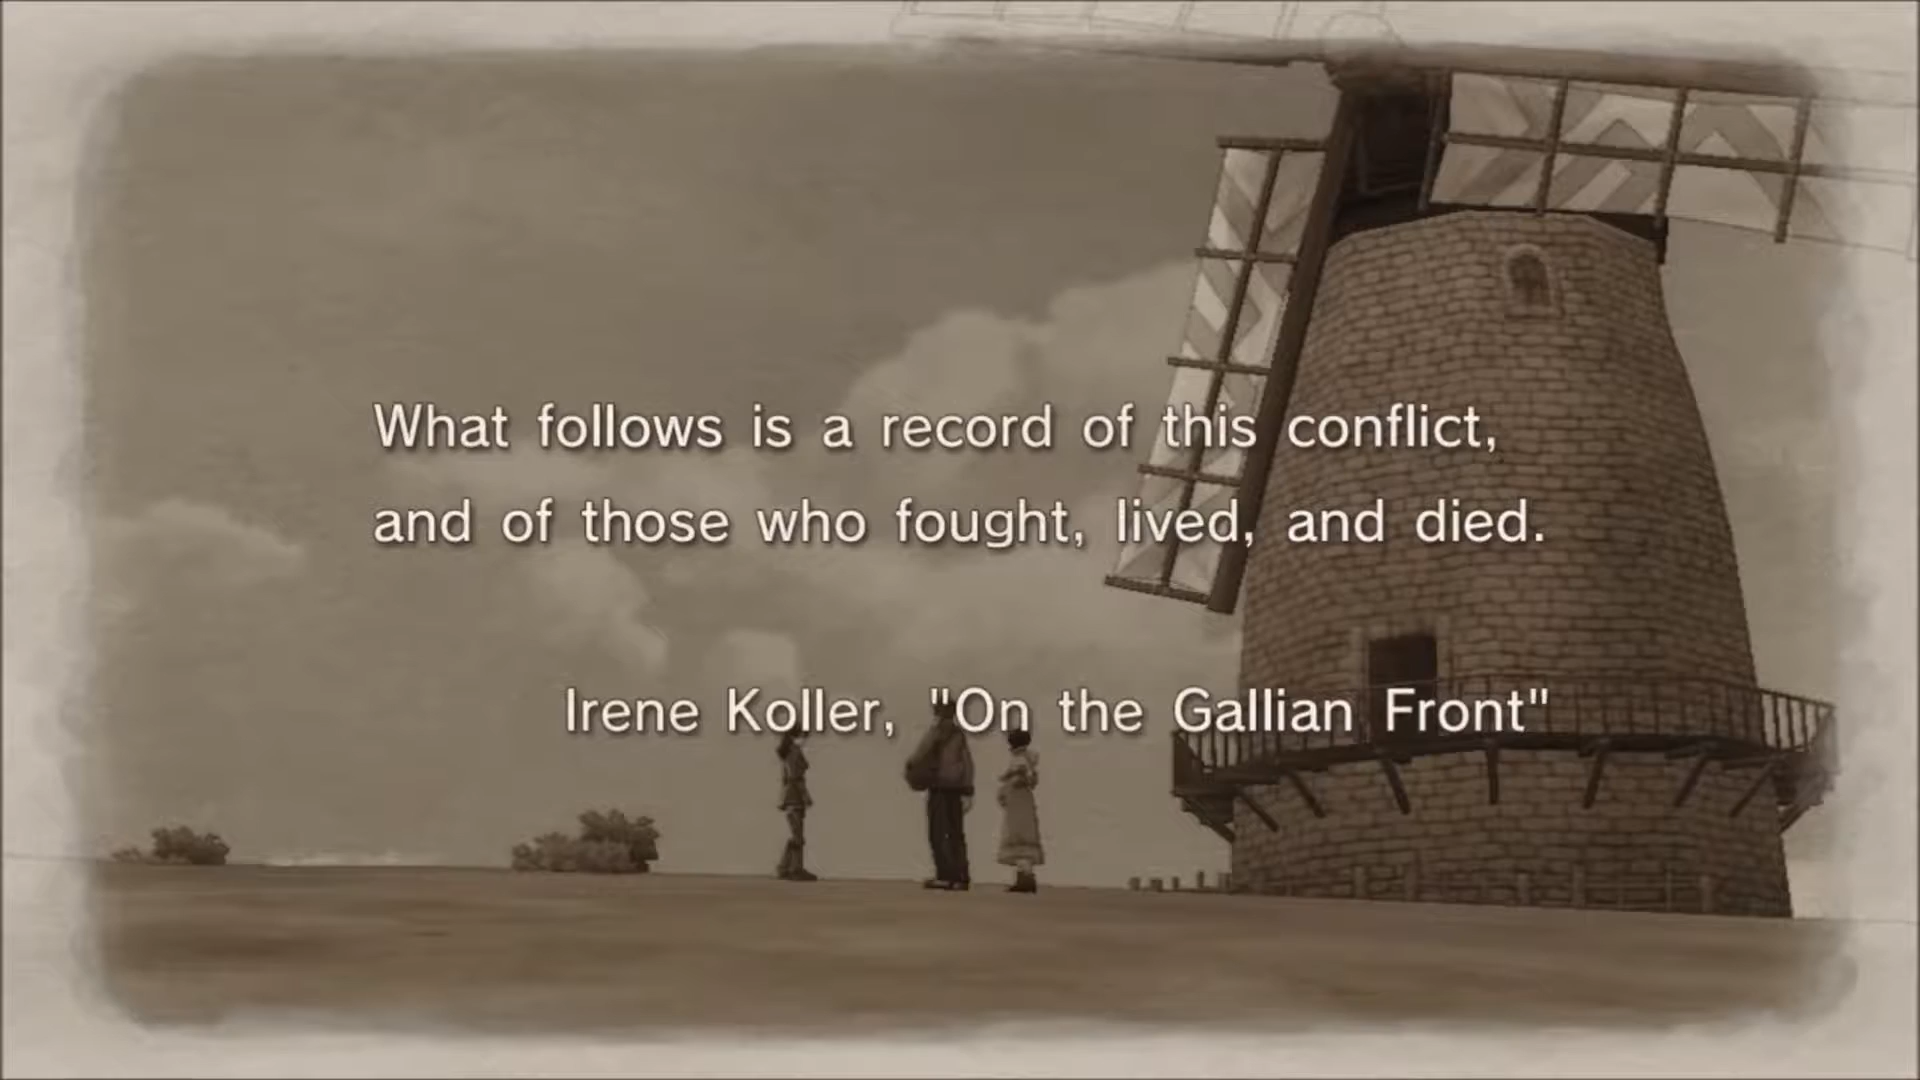 What follows is a record of this conflict,
and of those who fought, lived, and died.
Irene Koller, "On the Gallian Front"